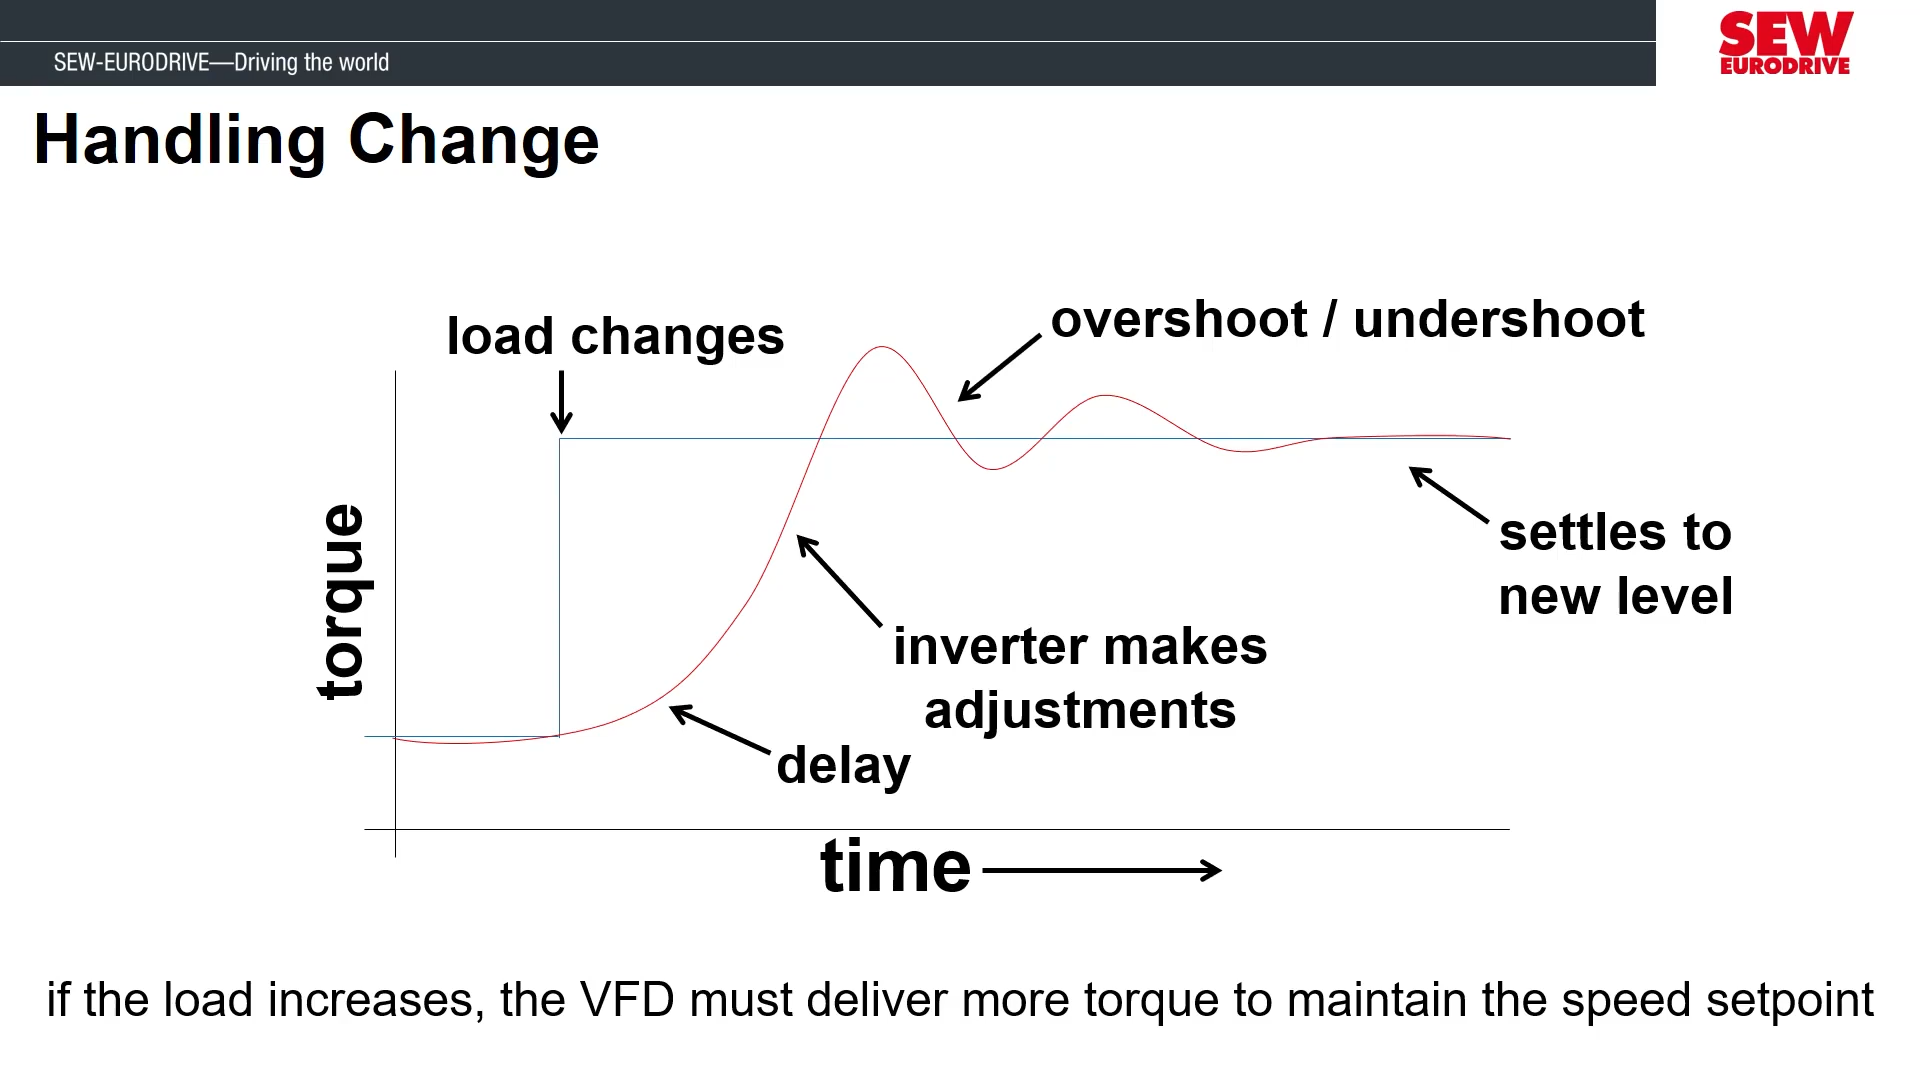 SEW-EURODRIVE—Driving the world
SEW
EURODRIVE
Handling Change
load changes
overshoot / undershoot
settles to
new level
torque
inverter makes
adjustments
delay
time
if the load increases, the VFD must deliver more torque to maintain the speed setpoint